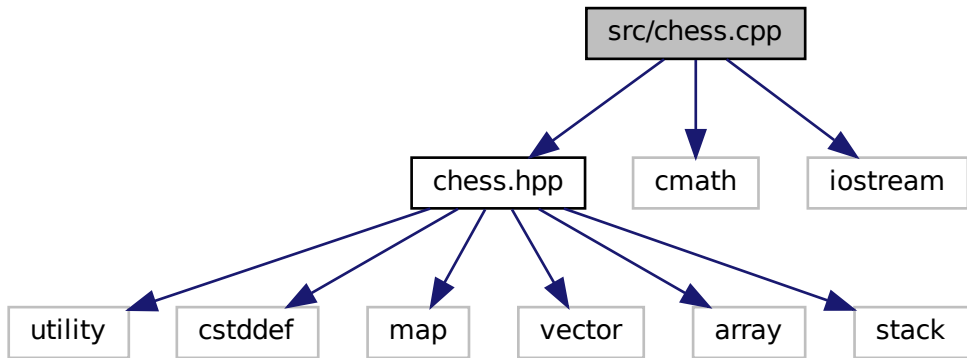 src/chess.cpp
chess.hpp
cmath
iostream
utility
cstddef
map
vector
array
stack